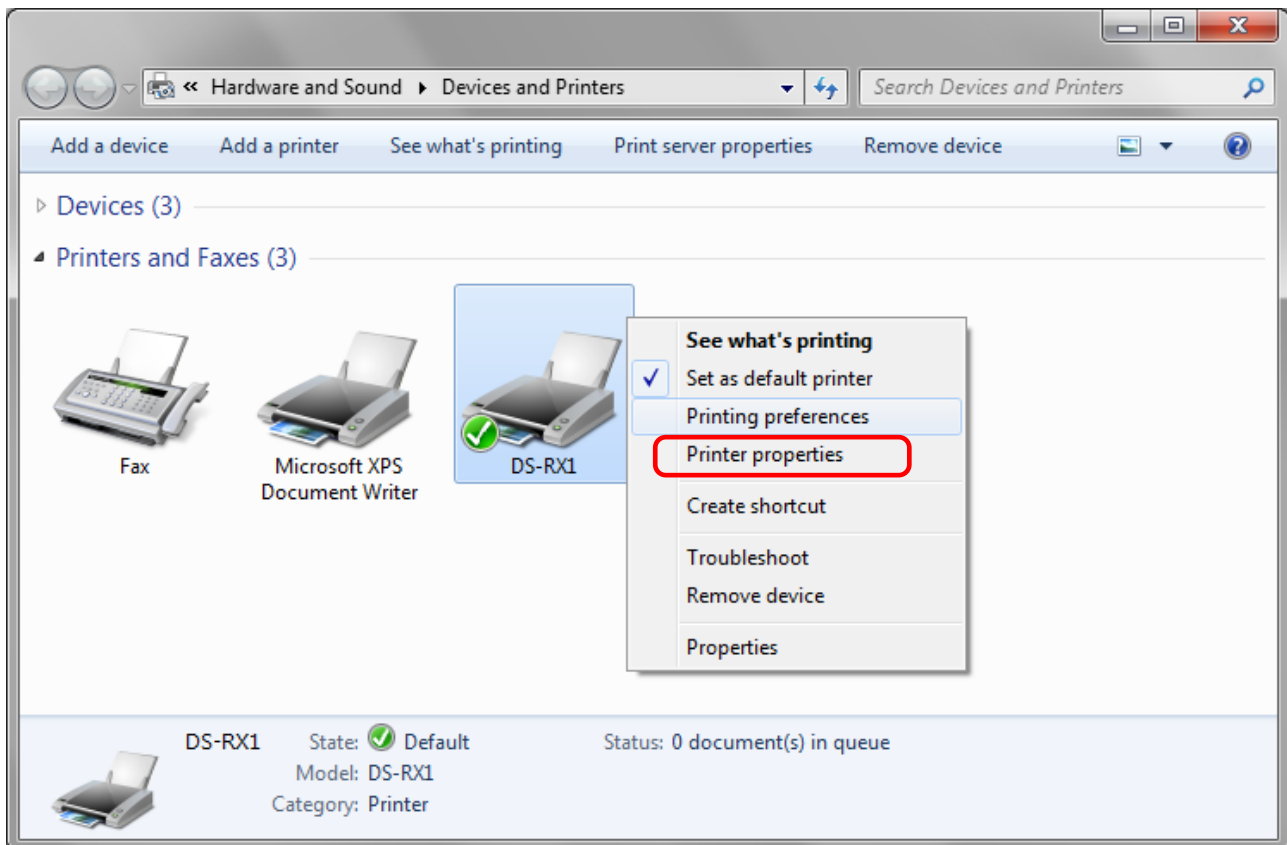 « Hardware and Sound ▸ Devices and Printers
Search Devices and Printers
Add a device Add a printer See what's printing Print server properties Remove device
Devices (3)
Printers and Faxes (3)
Fax
Microsoft XPS
Document Writer
DS-RX1
See what's printing
Set as default printer
Printing preferences
Printer properties
Create shortcut
Troubleshoot
Remove device
Properties
DS-RX1 State: Default Status: 0 document(s) in queue
Model: DS-RX1
Category: Printer